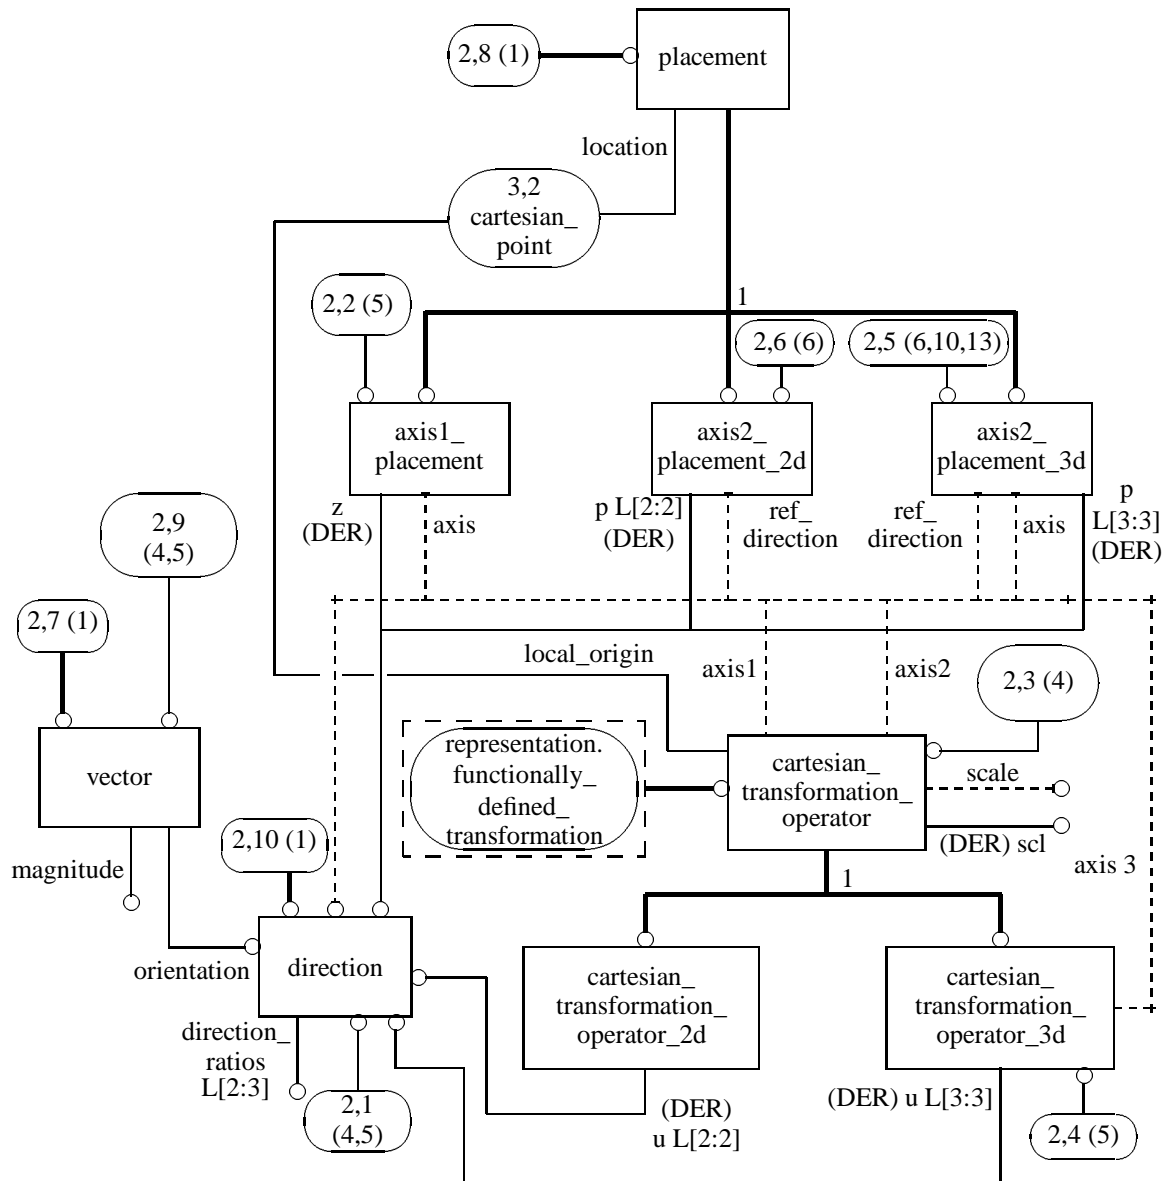 2,8 (1)
placement
location
3,2
cartesian_
point
2,2 (5)
1
2,6 (6)
2,5 (6,10,13)
axis1_
placement
axis2_
placement_2d
axis2_
placement_3d
z
(DER)
axis
p L[2:2]
(DER)
ref_
direction
ref_
direction
axis
p
L[3:3]
(DER)
2,9
(4,5)
2,7 (1)
local_origin
axis1
axis2
2,3 (4)
vector
representation.
functionally_
defined_
transformation
cartesian_
transformation_
operator
scale
(DER) scl
magnitude
2,10 (1)
1
axis 3
orientation
direction
cartesian_
transformation_
operator_2d
cartesian_
transformation_
operator_3d
direction_
ratios
L[2:3]
2,1
(4,5)
(DER)
u L[2:2]
(DER) u L[3:3]
2,4 (5)